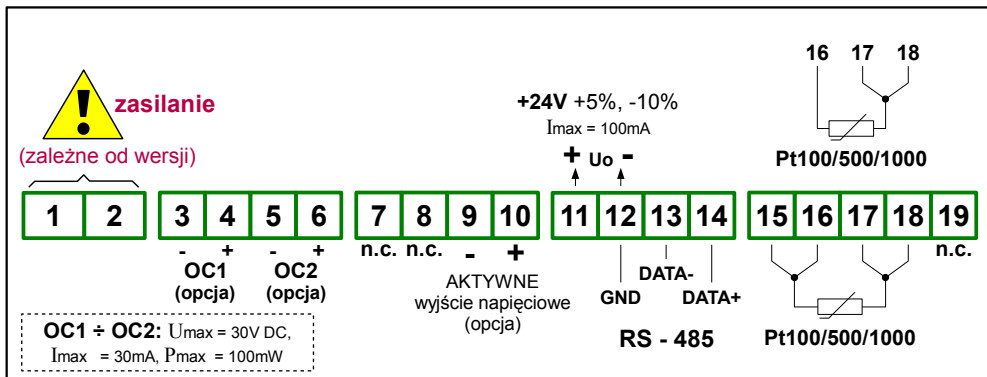 zasilanie
(zależne od wersji)
+24V +5%, -10%
Imax = 100mA
+ Uo -
16 17 18
Pt100/500/1000
1 2 3 4 5 6 7 8 9 10 11 12 13 14 15 16 17 18 19
- + - + n.c. n.c. - + n.c.
OC1 OC2
(opcja) (opcja)
AKTYWNE
wyjście napięciowe
(opcja)
DATA-
GND DATA+
RS - 485
Pt100/500/1000
OC1 ÷ OC2: Umax = 30V DC,
Imax = 30mA, Pmax = 100mW